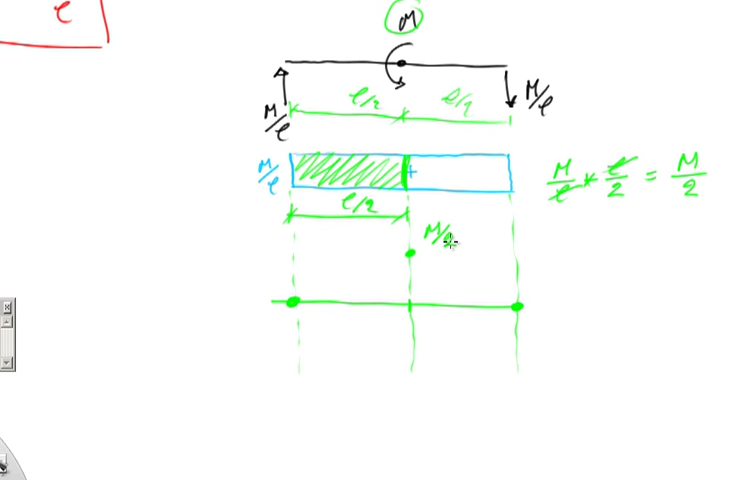 ℓ
M
M/ℓ
M/ℓ
ℓ/2
ℓ/2
M/ℓ
+
M/ℓ * ℓ/2 = M/2
ℓ/2
M/2